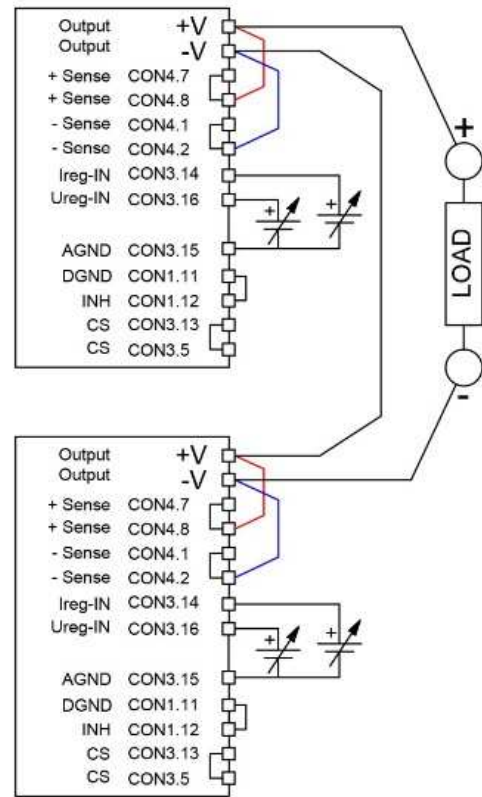 Output +V
Output -V
+ Sense CON4.7
+ Sense CON4.8
- Sense CON4.1
- Sense CON4.2
Ireg-IN CON3.14
Ureg-IN CON3.16
+ +
AGND CON3.15
DGND CON1.11
INH CON1.12
CS CON3.13
CS CON3.5
+
LOAD
-
Output +V
Output -V
+ Sense CON4.7
+ Sense CON4.8
- Sense CON4.1
- Sense CON4.2
Ireg-IN CON3.14
Ureg-IN CON3.16
+ +
AGND CON3.15
DGND CON1.11
INH CON1.12
CS CON3.13
CS CON3.5